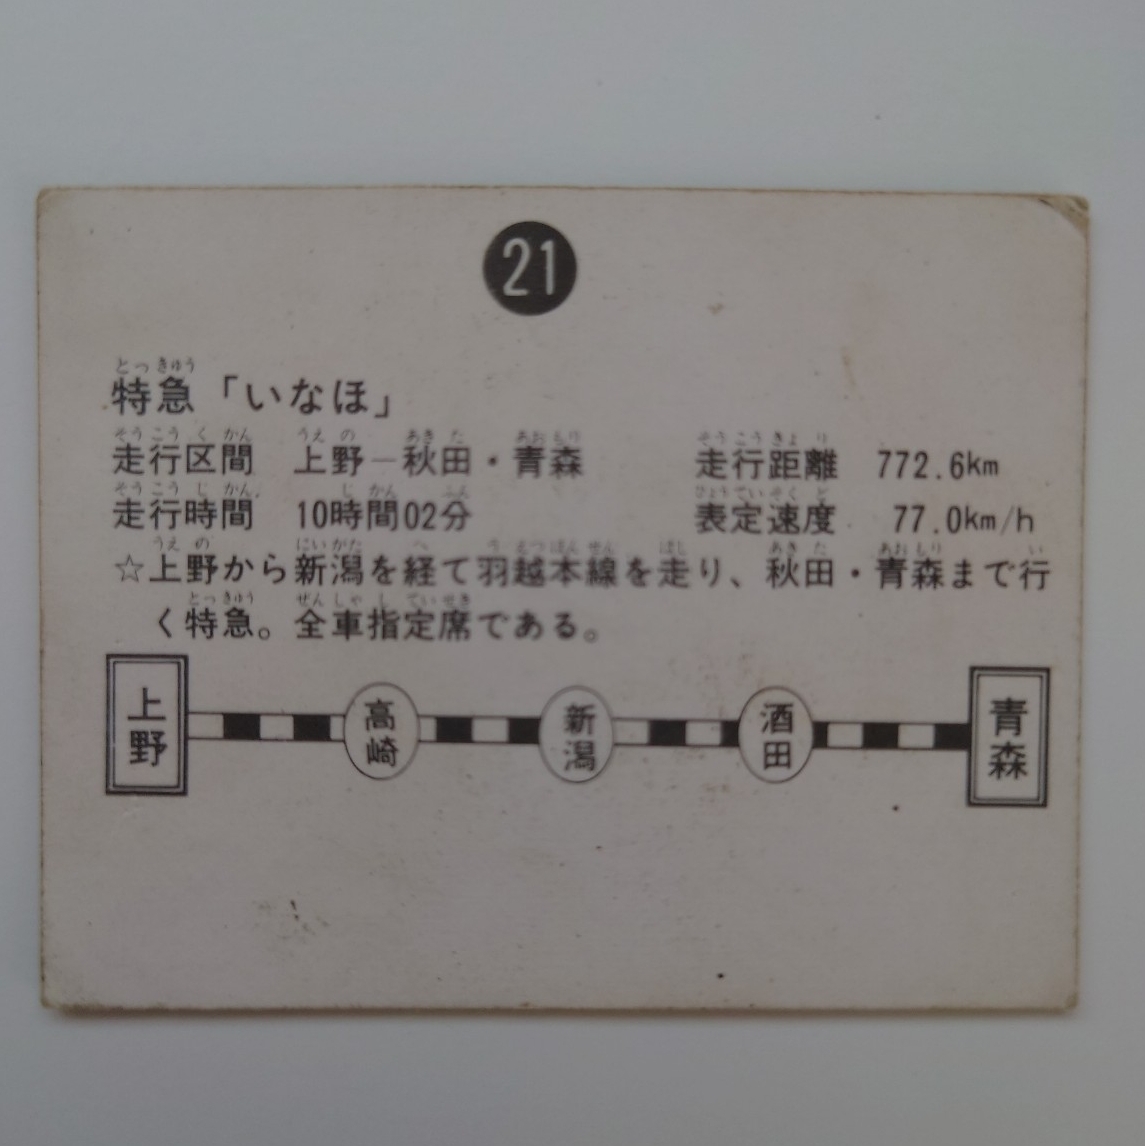 21
特急「いなほ」
走行区間 上野―秋田・青森 走行距離 772.6km
走行時間 10時間02分 表定速度 77.0km/h
☆上野から新潟を経て羽越本線を走り、秋田・青森まで行
く特急。全車指定席である。
上野 高崎 新潟 酒田 青森